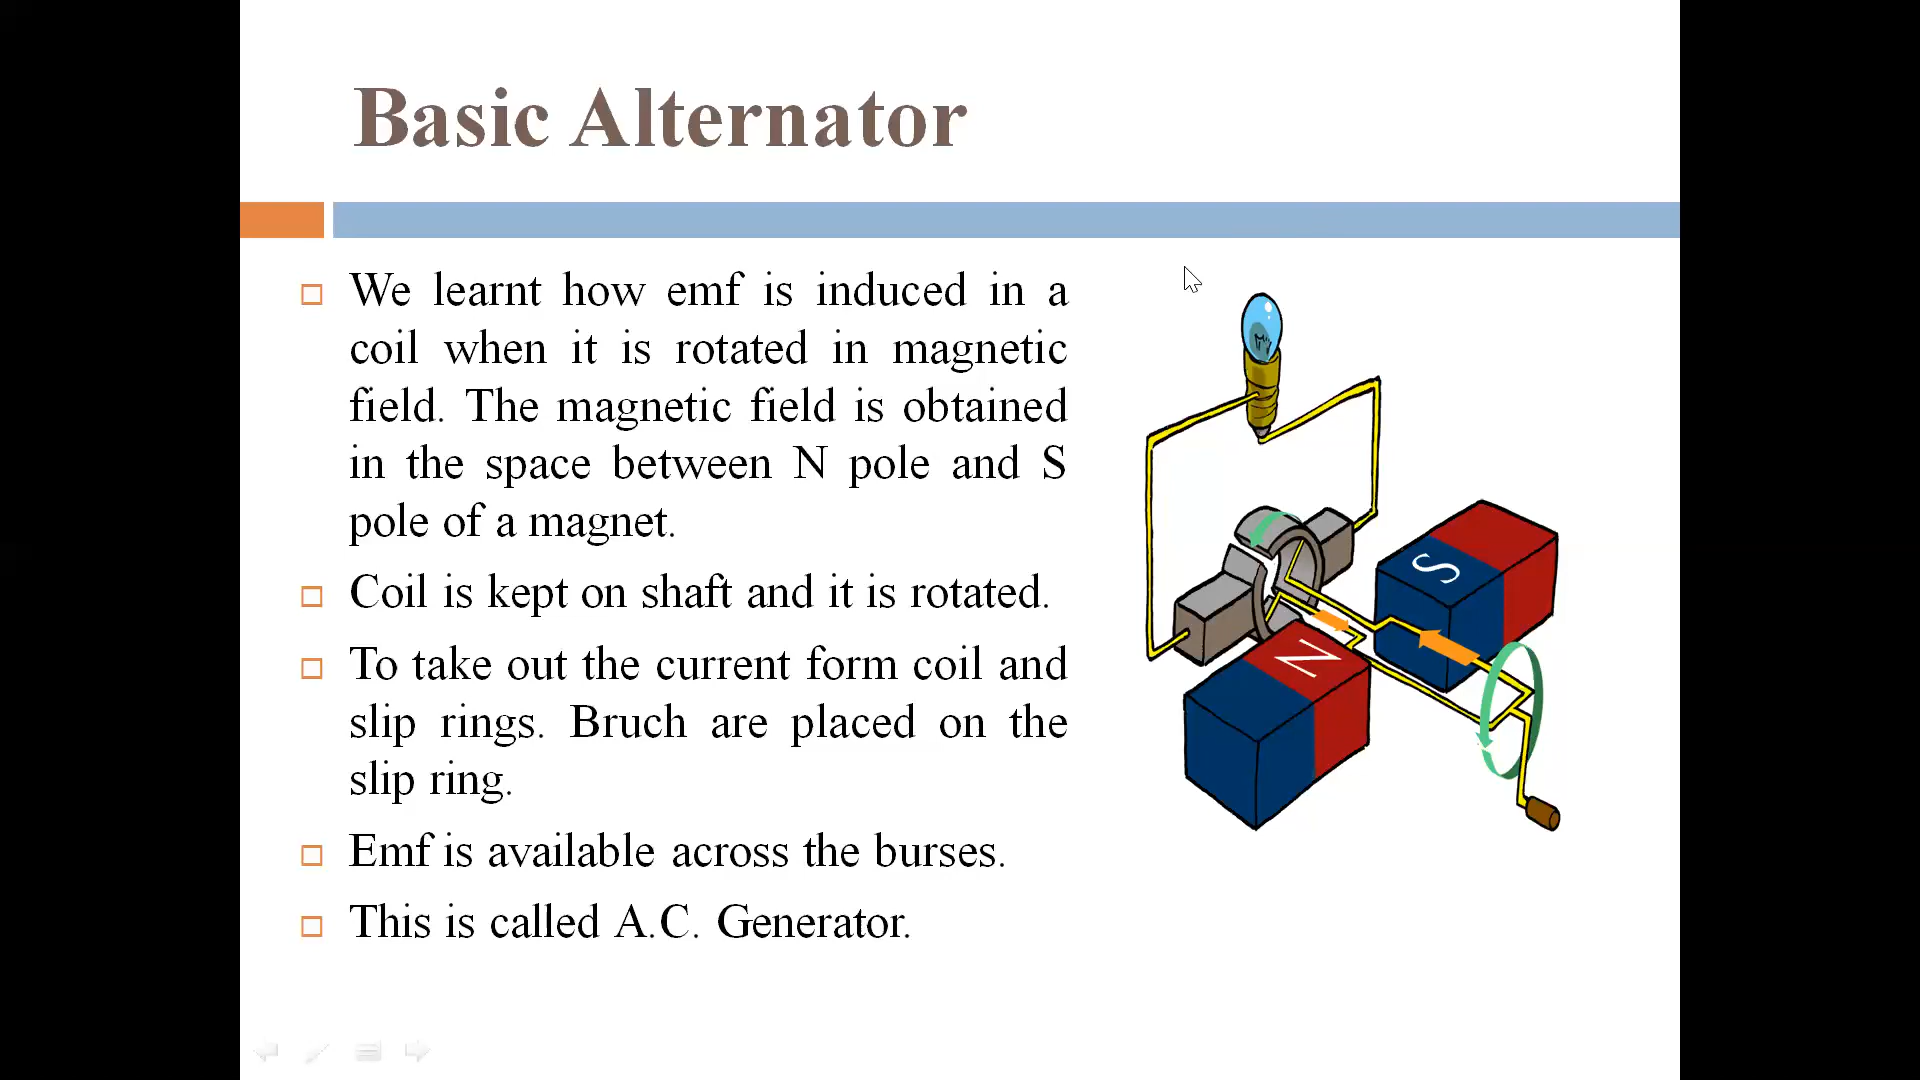 Basic Alternator
We learnt how emf is induced in a
coil when it is rotated in magnetic
field. The magnetic field is obtained
in the space between N pole and S
pole of a magnet.
Coil is kept on shaft and it is rotated.
To take out the current form coil and
slip rings. Bruch are placed on the
slip ring.
Emf is available across the burses.
This is called A.C. Generator.
S
N